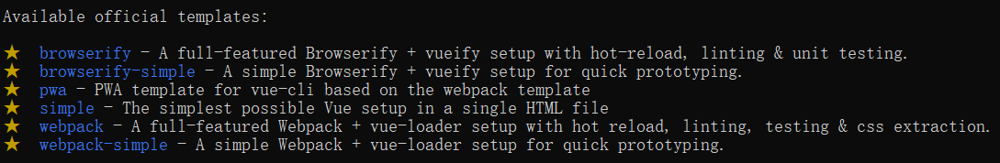 Available official templates:
★ browserify - A full-featured Browserify + vueify setup with hot-reload, linting & unit testing.
★ browserify-simple - A simple Browserify + vueify setup for quick prototyping.
★ pwa - PWA template for vue-cli based on the webpack template
★ simple - The simplest possible Vue setup in a single HTML file
★ webpack - A full-featured Webpack + vue-loader setup with hot reload, linting, testing & css extraction.
★ webpack-simple - A simple Webpack + vue-loader setup for quick prototyping.